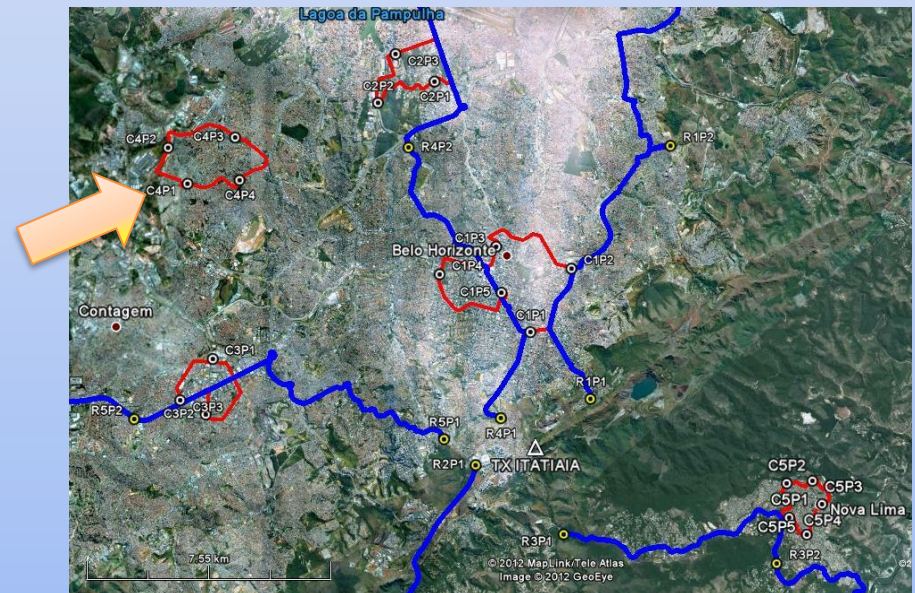 Lagoa da Pampulha
C2P3
C2P2
C2P1
C4P2
C4P3
R4P2
R1P2
C4P1
C4P4
C1P3
Belo Horizonte
C1P4
C1P2
C1P5
Contagem
C1P1
C3P1
R1P1
R5P2
C3P2
C3P3
R5P1
R4P1
R2P1
TX ITATIAIA
C5P2
C5P3
C5P1
Nova Lima
C5P4
C5P5
R3P1
R3P2
7.55 km
© 2012 MapLink/Tele Atlas
Image © 2012 GeoEye
©2